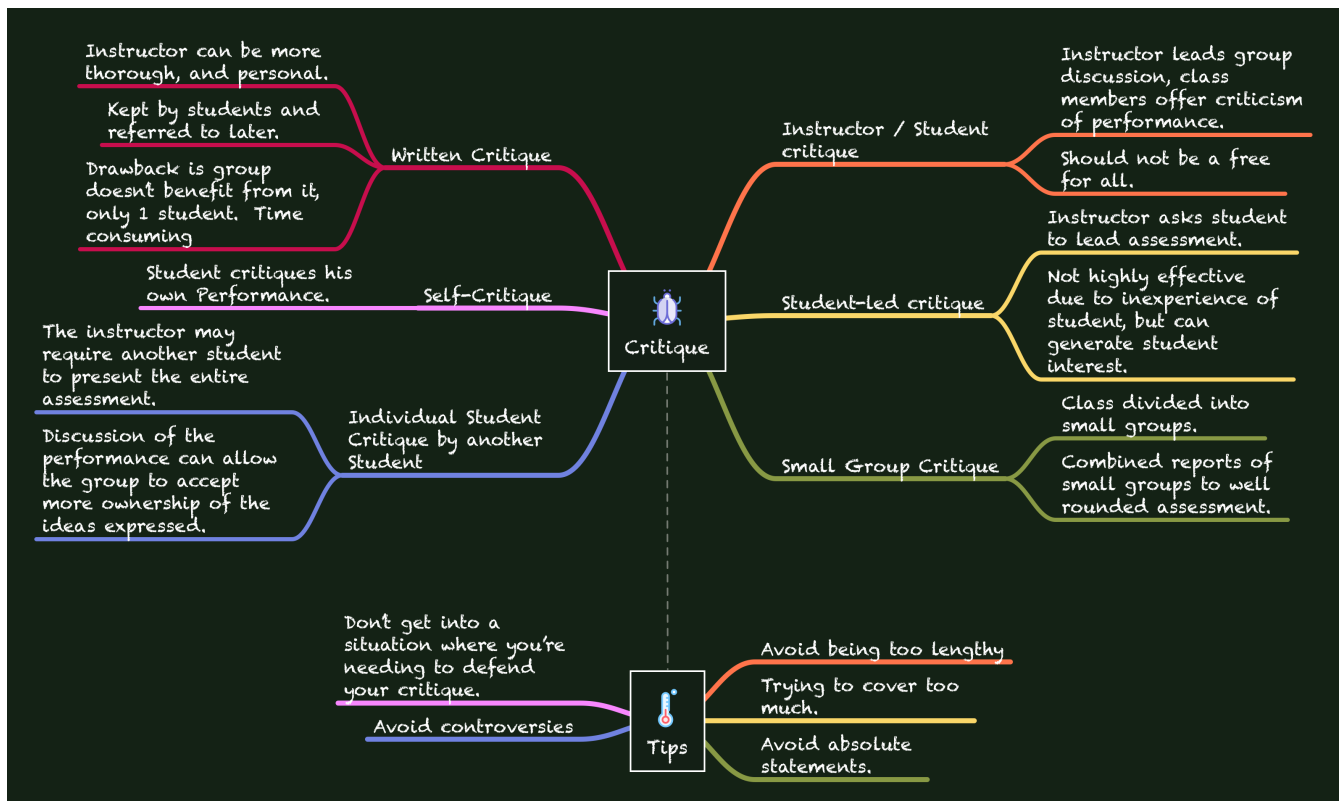 Instructor can be more
thorough, and personal.
Kept by students and
referred to later.
Drawback is group
doesn't benefit from it,
only 1 student.  Time
consuming
Written Critique
Student critiques his
own Performance.
Self-Critique
The instructor may
require another student
to present the entire
assessment.
Discussion of the
performance can allow
the group to accept
more ownership of the
ideas expressed.
Individual Student
Critique by another
Student
Critique
Instructor / Student
critique
Instructor leads group
discussion, class
members offer criticism
of performance.
Should not be a free
for all.
Student-led critique
Instructor asks student
to lead assessment.
Not highly effective
due to inexperience of
student, but can
generate student
interest.
Small Group Critique
Class divided into
small groups.
Combined reports of
small groups to well
rounded assessment.
Don't get into a
situation where you're
needing to defend
your critique.
Avoid controversies
Tips
Avoid being too lengthy
Trying to cover too
much.
Avoid absolute
statements.